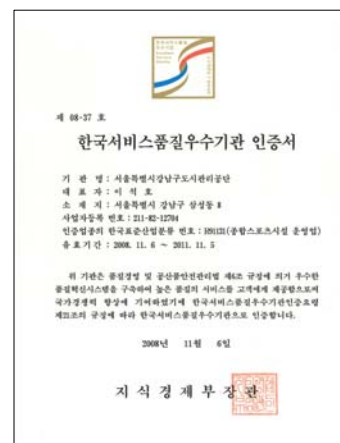 제 08-37 호
한국서비스품질우수기관 인증서
기 관 명 : 서울특별시강남구도시관리공단
대 표 자 : 이 석 호
소 재 지 : 서울특별시 강남구 삼성동 8
사업자등록 번호 : 211-82-12704
인증업종의 한국표준산업분류 번호 : R91121(종합스포츠시설 운영업)
유 효 기 간 : 2008. 11. 6 ~ 2011. 11. 5
위 기관은 품질경영 및 공산품안전관리법 제6조 규정에 의거 우수한
품질혁신시스템을 구축하여 높은 품질의 서비스를 고객에게 제공함으로써
국가경쟁력 향상에 기여하였기에 한국서비스품질우수기관인증요령
제21조의 규정에 따라 한국서비스품질우수기관으로 인증합니다.
2008년 11월 6일
지 식 경 제 부 장 관